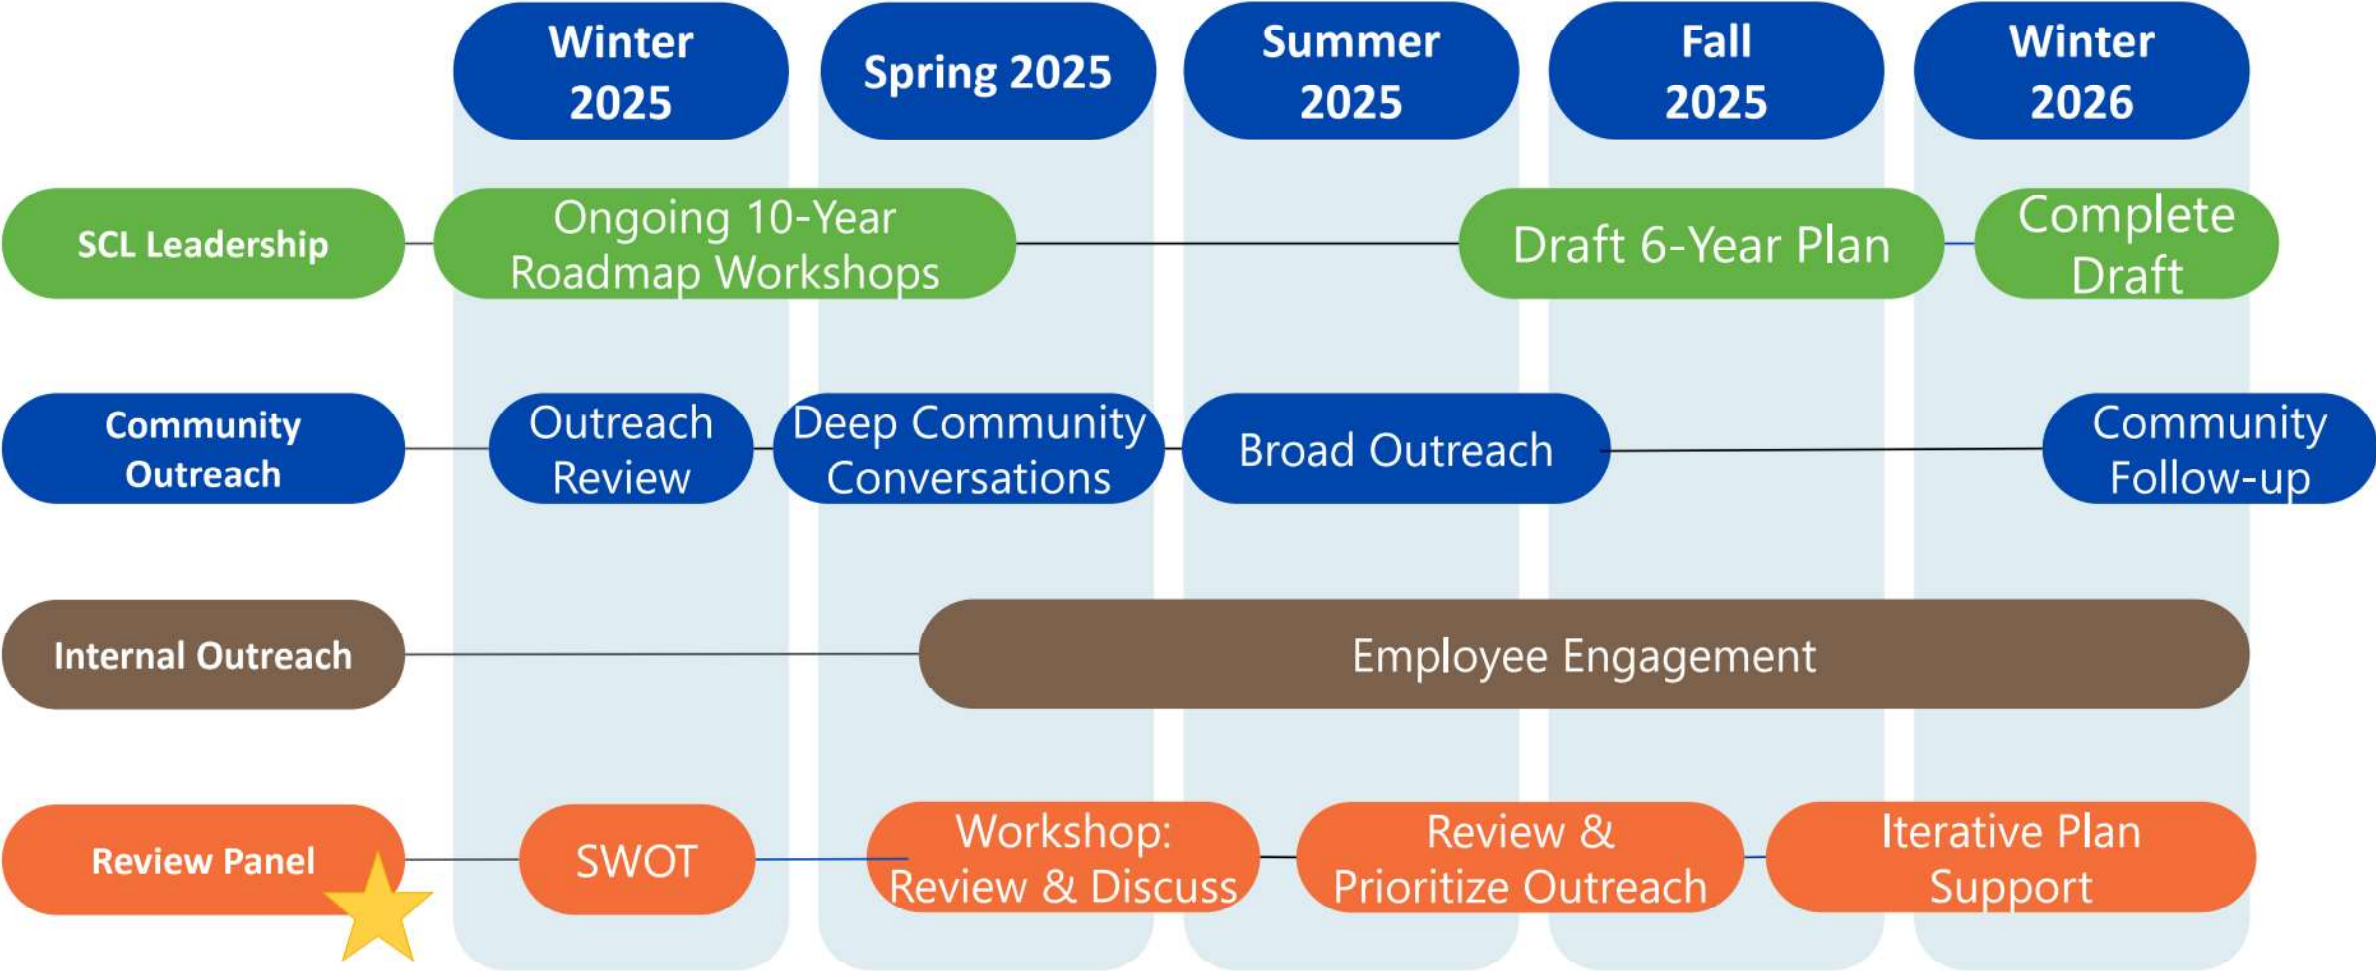 Winter
2025
Spring 2025
Summer
2025
Fall
2025
Winter
2026
SCL Leadership
Ongoing 10-Year
Roadmap Workshops
Draft 6-Year Plan
Complete
Draft
Community
Outreach
Outreach
Review
Deep Community
Conversations
Broad Outreach
Community
Follow-up
Internal Outreach
Employee Engagement
Review Panel
SWOT
Workshop:
Review & Discuss
Review &
Prioritize Outreach
Iterative Plan
Support